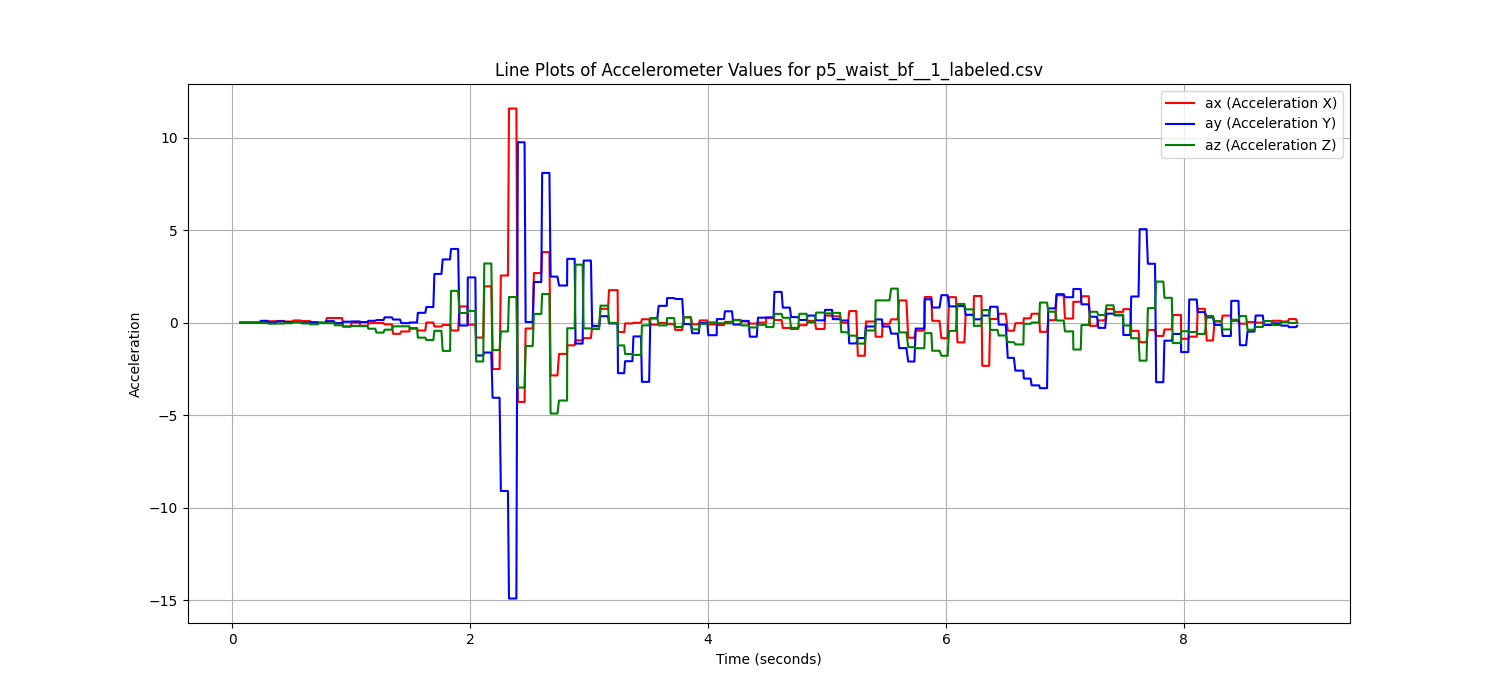 Line Plots of Accelerometer Values for p5_waist_bf__1_labeled.csv
ax (Acceleration X)
ay (Acceleration Y)
az (Acceleration Z)
Acceleration
10
5
0
−5
−10
−15
0 2 4 6 8
Time (seconds)